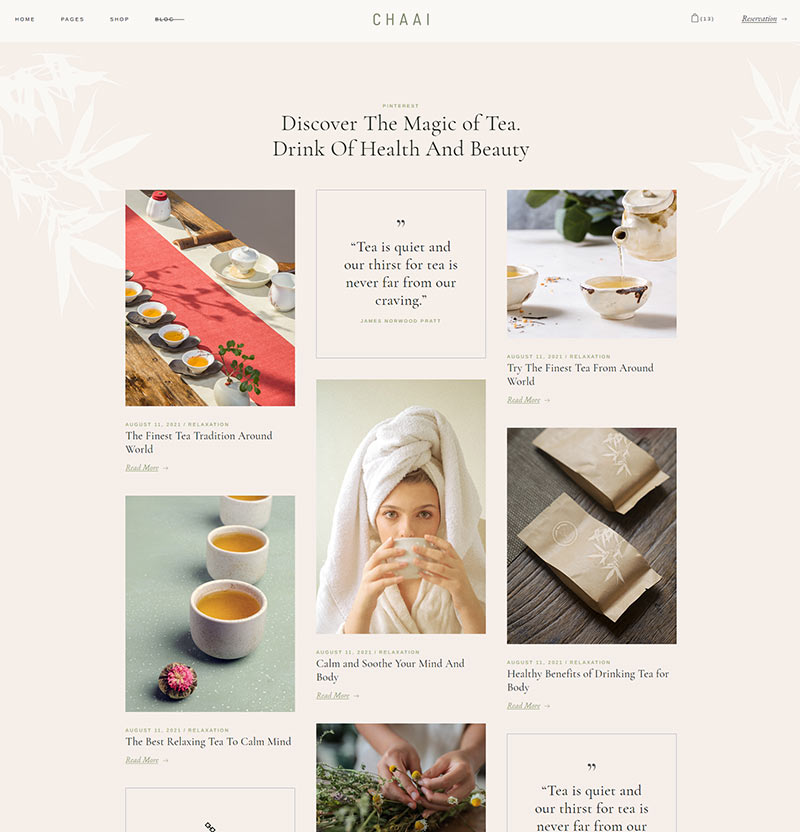 HOME
PAGES
SHOP
BLOG
CHAAI
(13)
Reservation →
PINTEREST
Discover The Magic of Tea.
Drink Of Health And Beauty
AUGUST 11, 2021 / RELAXATION
The Finest Tea Tradition Around
World
Read More →
AUGUST 11, 2021 / RELAXATION
The Best Relaxing Tea To Calm Mind
Read More →
”
“Tea is quiet and
our thirst for tea is
never far from our
craving.”
JAMES NORWOOD PRATT
AUGUST 11, 2021 / RELAXATION
Calm and Soothe Your Mind And
Body
Read More →
AUGUST 11, 2021 / RELAXATION
Try The Finest Tea From Around
World
Read More →
AUGUST 11, 2021 / RELAXATION
Healthy Benefits of Drinking Tea for
Body
Read More →
”
“Tea is quiet and
our thirst for tea is
never far from our